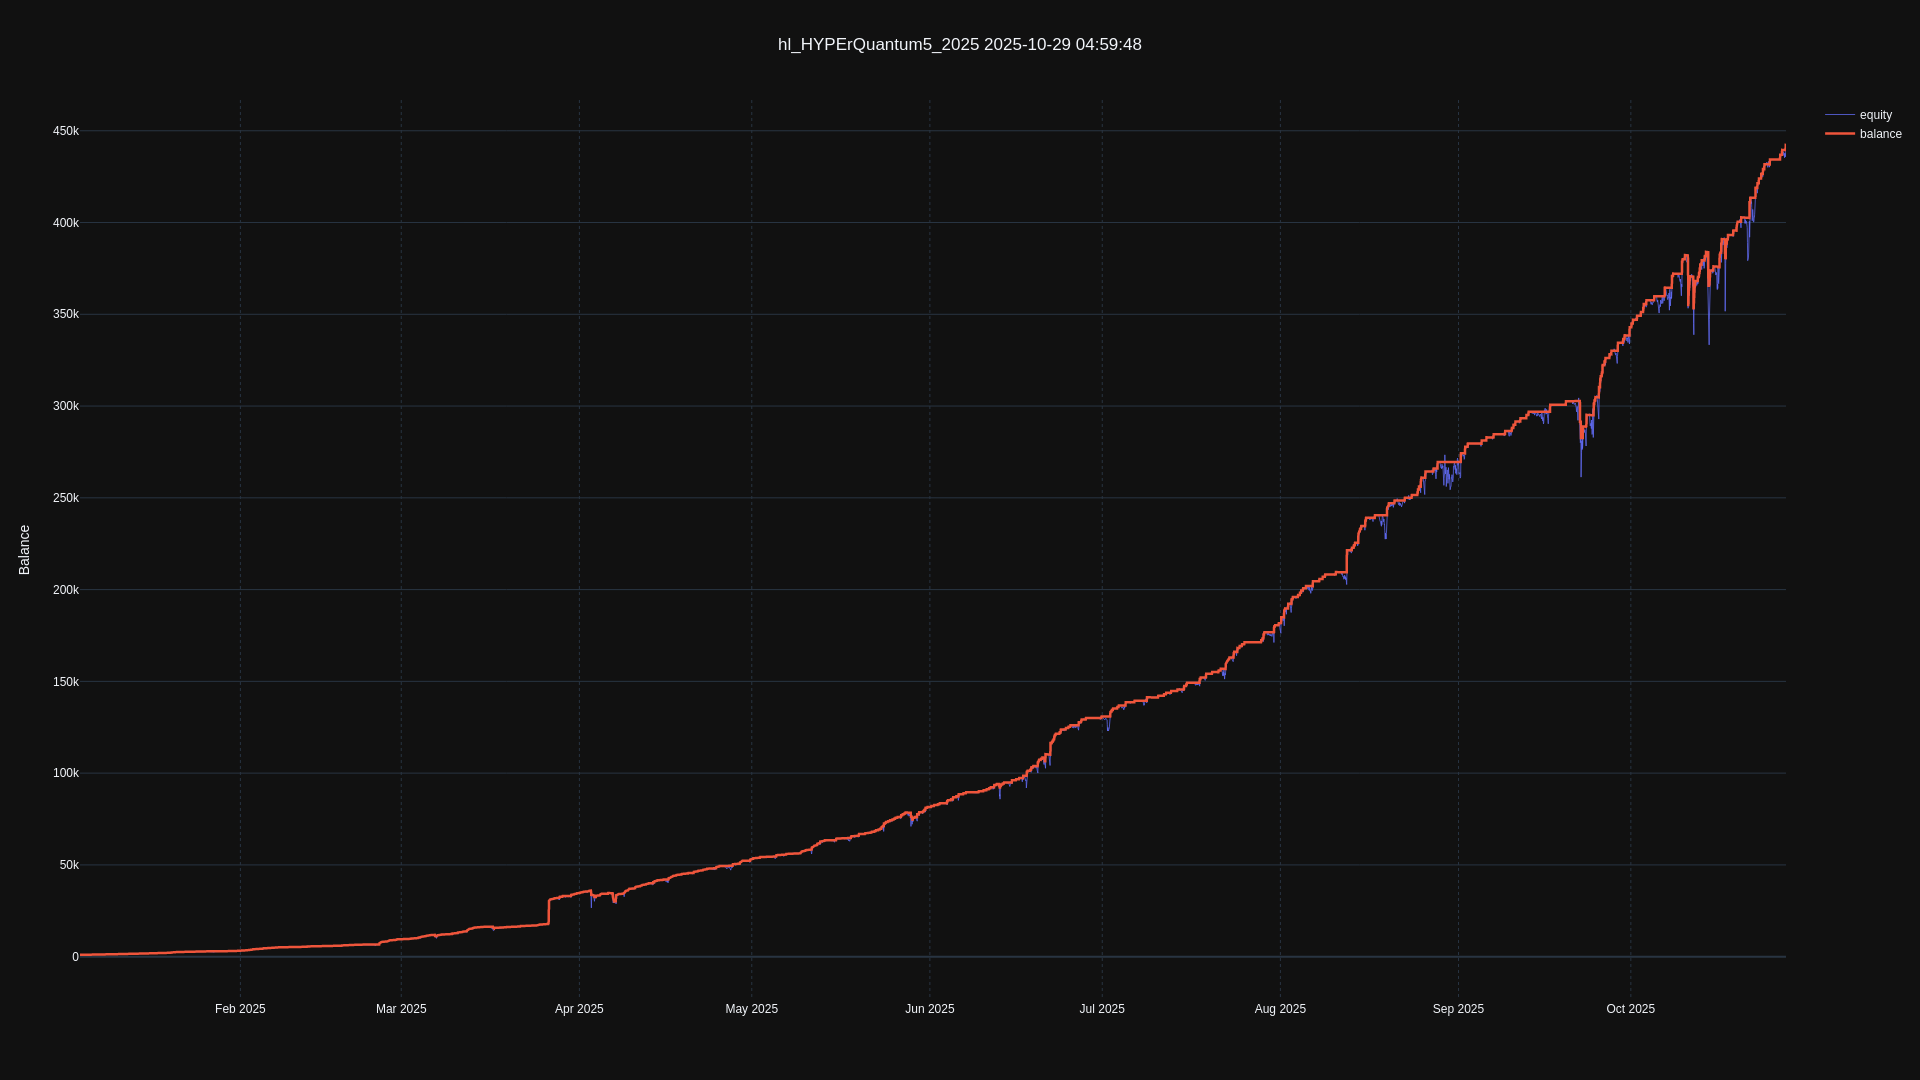 hl_HYPErQuantum5_2025 2025-10-29 04:59:48
equity
balance
450k
400k
350k
300k
250k
200k
150k
100k
50k
0
Balance
Feb 2025
Mar 2025
Apr 2025
May 2025
Jun 2025
Jul 2025
Aug 2025
Sep 2025
Oct 2025